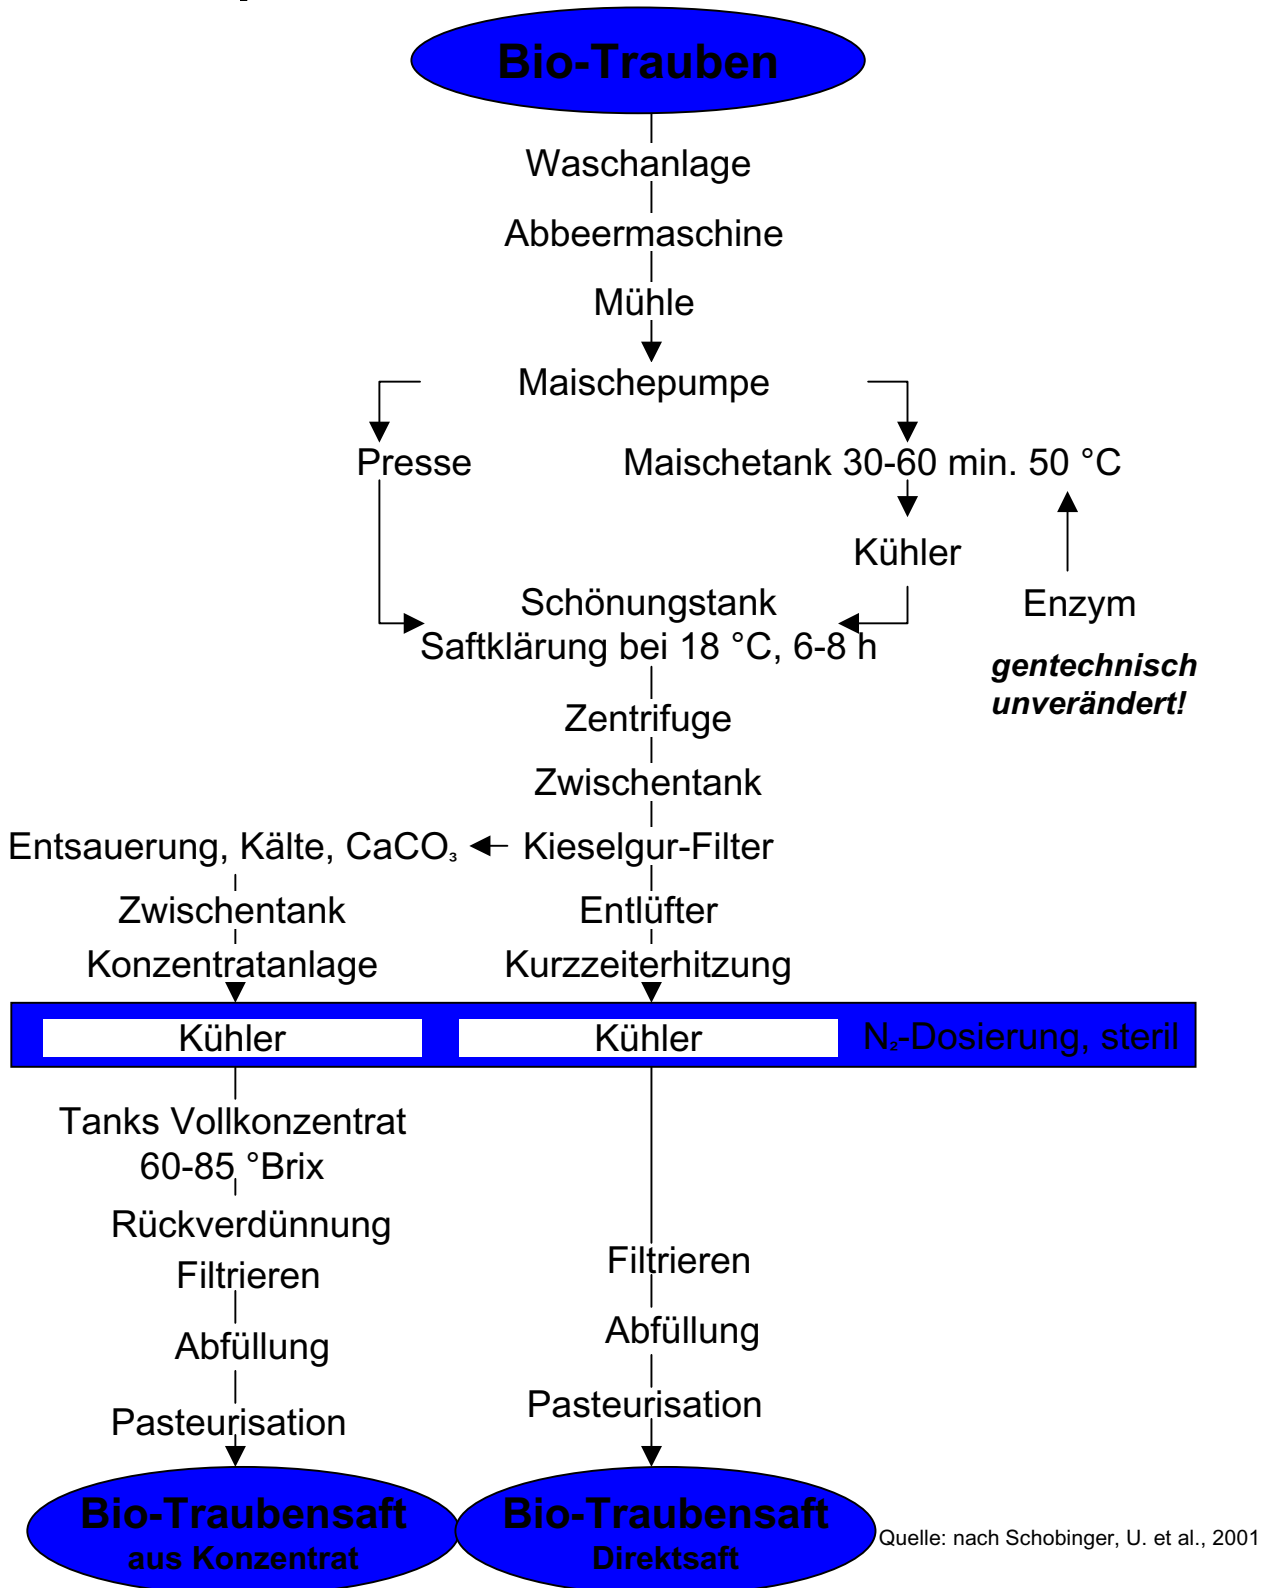 Bio-Trauben
Waschanlage
Abbeermaschine
Mühle
Maischepumpe
Presse
Maischetank 30-60 min. 50 °C
Kühler
Enzym
gentechnisch
unverändert!
Schönungstank
Saftklärung bei 18 °C, 6-8 h
Zentrifuge
Zwischentank
Entsauerung, Kälte, CaCO₃
Kieselgur-Filter
Zwischentank
Entlüfter
Konzentratanlage
Kurzzeiterhitzung
Kühler
Kühler
N₂-Dosierung, steril
Tanks Vollkonzentrat
60-85 °Brix
Rückverdünnung
Filtrieren
Abfüllung
Pasteurisation
Filtrieren
Abfüllung
Pasteurisation
Bio-Traubensaft
aus Konzentrat
Bio-Traubensaft
Direktsaft
Quelle: nach Schobinger, U. et al., 2001